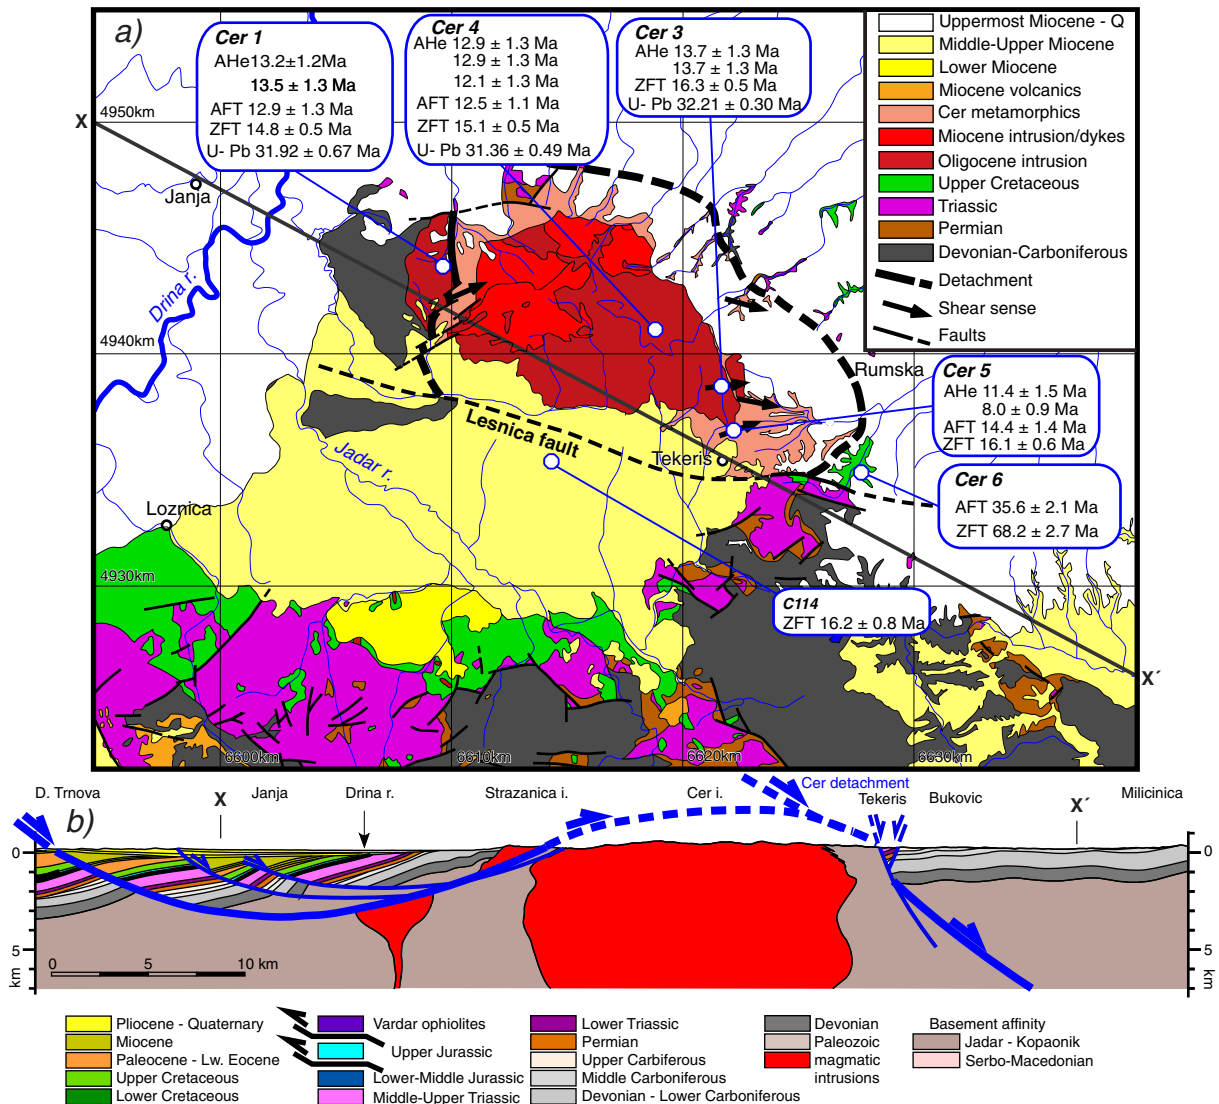 a)
Cer 1
AHe 13.2±1.2Ma
13.5 ± 1.3 Ma
AFT 12.9 ± 1.3 Ma
ZFT 14.8 ± 0.5 Ma
U- Pb 31.92 ± 0.67 Ma
Cer 4
AHe 12.9 ± 1.3 Ma
12.9 ± 1.3 Ma
12.1 ± 1.3 Ma
AFT 12.5 ± 1.1 Ma
ZFT 15.1 ± 0.5 Ma
U- Pb 31.36 ± 0.49 Ma
Cer 3
AHe 13.7 ± 1.3 Ma
13.7 ± 1.3 Ma
ZFT 16.3 ± 0.5 Ma
U- Pb 32.21 ± 0.30 Ma
Uppermost Miocene - Q
Middle-Upper Miocene
Lower Miocene
Miocene volcanics
Cer metamorphics
Miocene intrusion/dykes
Oligocene intrusion
Upper Cretaceous
Triassic
Permian
Devonian-Carboniferous
Detachment
Shear sense
Faults
X
4950km
Janja
Drina r.
4940km
Rumska
Cer 5
AHe 11.4 ± 1.5 Ma
8.0 ± 0.9 Ma
AFT 14.4 ± 1.4 Ma
ZFT 16.1 ± 0.6 Ma
Lesnica fault
Jadar r.
Tekeris
Cer 6
AFT 35.6 ± 2.1 Ma
ZFT 68.2 ± 2.7 Ma
Loznica
4930km
C114
ZFT 16.2 ± 0.8 Ma
X´
6600km
6610km
6620km
6630km
b)
D. Trnova
X
Janja
Drina r.
Strazanica i.
Cer i.
Cer detachment
Tekeris
Bukovic
X´
Milicinica
0
5
km
0
5
km
0 5 10 km
Pliocene - Quaternary
Miocene
Paleocene - Lw. Eocene
Upper Cretaceous
Lower Cretaceous
Vardar ophiolites
Upper Jurassic
Lower-Middle Jurassic
Middle-Upper Triassic
Lower Triassic
Permian
Upper Carbiferous
Middle Carboniferous
Devonian - Lower Carboniferous
Devonian
Paleozoic
magmatic
intrusions
Basement affinity
Jadar - Kopaonik
Serbo-Macedonian